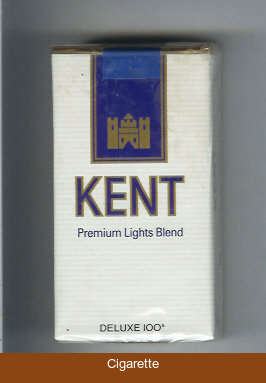 KENT
Premium Lights Blend
DELUXE 100's
Cigarette